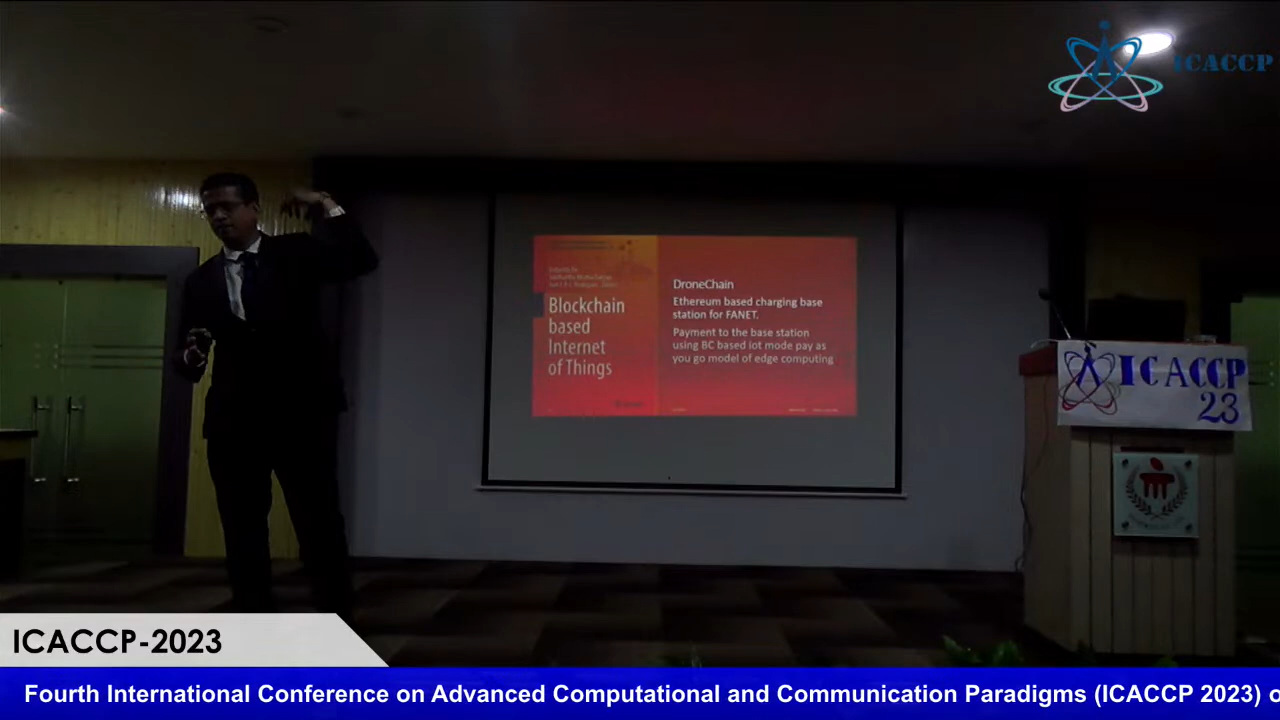 ICACCP
DroneChain
Ethereum based charging base
station for FANET.
Payment to the base station
using BC based iot mode pay as
you go model of edge computing
Blockchain
based
Internet
of Things
ICACCP
23
ICACCP-2023
Fourth International Conference on Advanced Computational and Communication Paradigms (ICACCP 2023) o